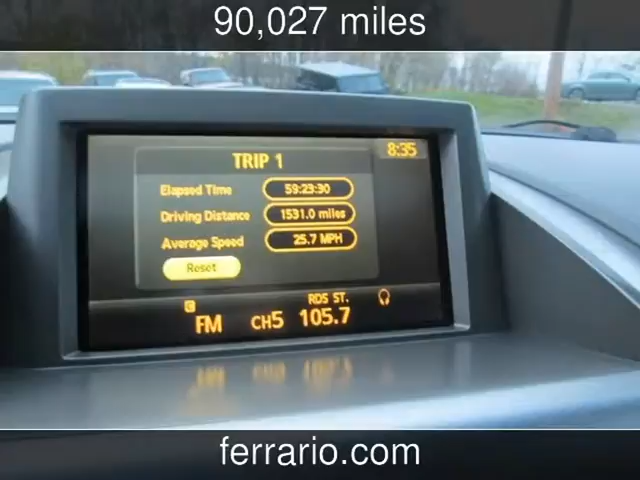 90,027 miles
TRIP 1
8:35
Elapsed Time 59:23:30
Driving Distance 1531.0 miles
Average Speed 25.7 MPH
Reset
RDS ST.
FM CH5 105.7
ferrario.com